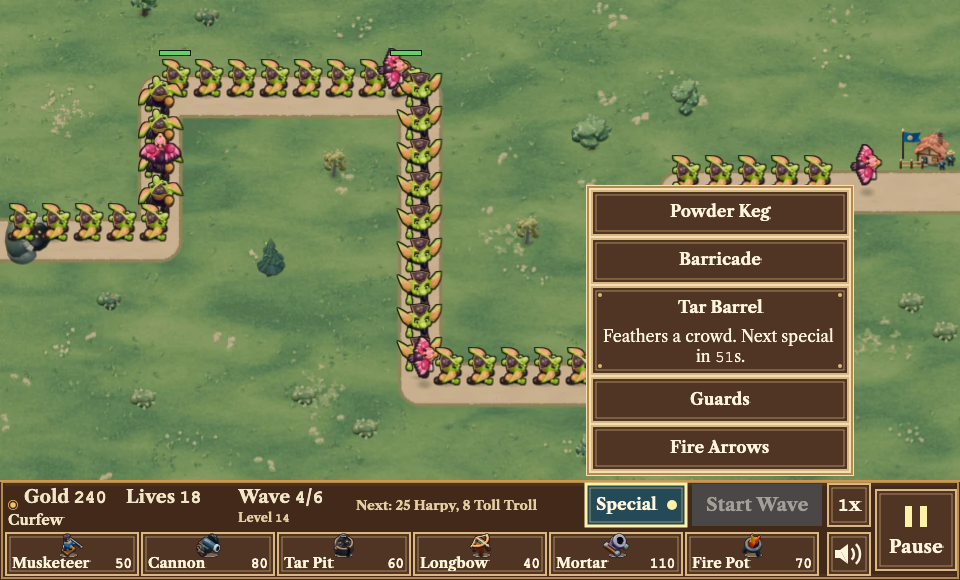 Powder Keg
Barricade
Tar Barrel
Feathers a crowd. Next special
in 51s.
Guards
Fire Arrows
Gold 240
Lives 18
Wave 4/6
Level 14
Curfew
Next: 25 Harpy, 8 Toll Troll
Special
Start Wave
1x
Pause
Musketeer 50
Cannon 80
Tar Pit 60
Longbow 40
Mortar 110
Fire Pot 70